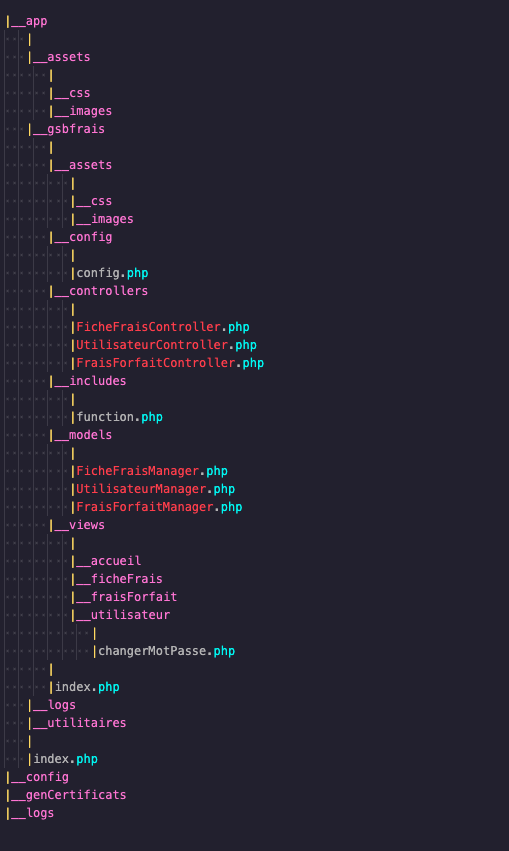 |__app
   |
   |__assets
      |
      |__css
      |__images
   |__gsbfrais
      |
      |__assets
         |
         |__css
         |__images
      |__config
         |
         |config.php
      |__controllers
         |
         |FicheFraisController.php
         |UtilisateurController.php
         |FraisForfaitController.php
      |__includes
         |
         |function.php
      |__models
         |
         |FicheFraisManager.php
         |UtilisateurManager.php
         |FraisForfaitManager.php
      |__views
         |
         |__accueil
         |__ficheFrais
         |__fraisForfait
         |__utilisateur
            |
            |changerMotPasse.php
      |
      |index.php
   |__logs
   |__utilitaires
   |
   |index.php
|__config
|__genCertificats
|__logs